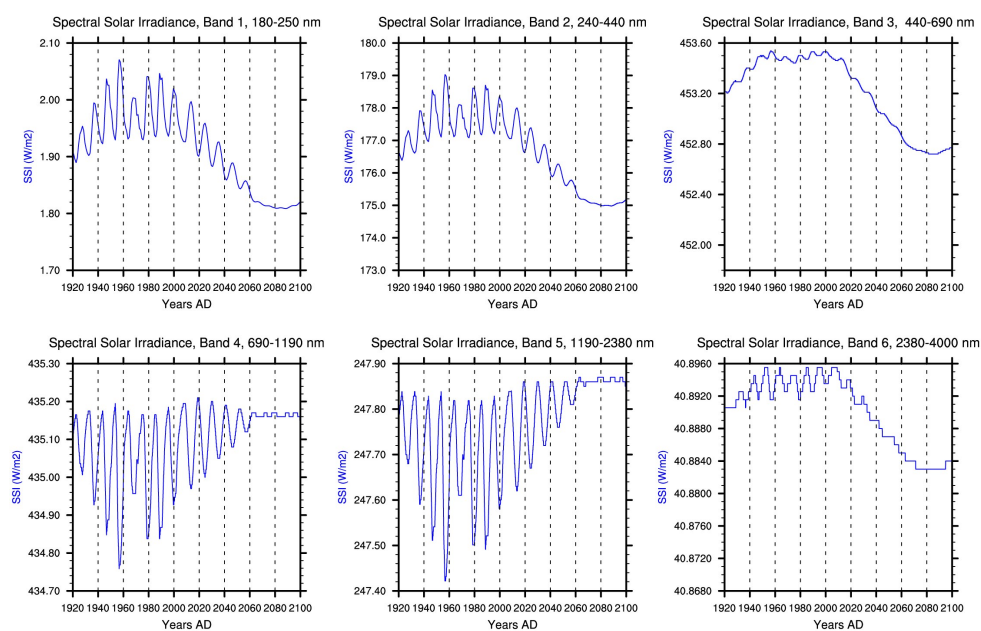 Spectral Solar Irradiance, Band 1, 180-250 nm
2.10
2.00
1.90
1.80
1.70
SSI (W/m2)
1920 1940 1960 1980 2000 2020 2040 2060 2080 2100
Years AD
Spectral Solar Irradiance, Band 2, 240-440 nm
180.0
179.0
178.0
177.0
176.0
175.0
174.0
173.0
SSI (W/m2)
1920 1940 1960 1980 2000 2020 2040 2060 2080 2100
Years AD
Spectral Solar Irradiance, Band 3, 440-690 nm
453.60
453.20
452.80
452.40
452.00
SSI (W/m2)
1920 1940 1960 1980 2000 2020 2040 2060 2080 2100
Years AD
Spectral Solar Irradiance, Band 4, 690-1190 nm
435.30
435.20
435.10
435.00
434.90
434.80
434.70
SSI (W/m2)
1920 1940 1960 1980 2000 2020 2040 2060 2080 2100
Years AD
Spectral Solar Irradiance, Band 5, 1190-2380 nm
247.90
247.80
247.70
247.60
247.50
247.40
SSI (W/m2)
1920 1940 1960 1980 2000 2020 2040 2060 2080 2100
Years AD
Spectral Solar Irradiance, Band 6, 2380-4000 nm
40.8960
40.8920
40.8880
40.8840
40.8800
40.8760
40.8720
40.8680
SSI (W/m2)
1920 1940 1960 1980 2000 2020 2040 2060 2080 2100
Years AD